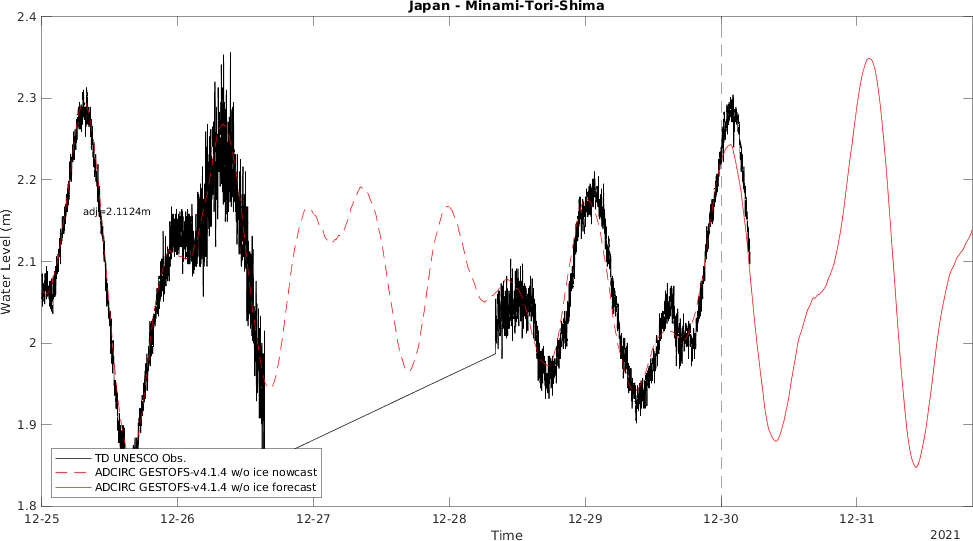 Japan - Minami-Tori-Shima
2.4
2.3
2.2
2.1
2
1.9
1.8
Water Level (m)
adj=2.1124m
TD UNESCO Obs.
ADCIRC GESTOFS-v4.1.4 w/o ice nowcast
ADCIRC GESTOFS-v4.1.4 w/o ice forecast
12-25 12-26 12-27 12-28 12-29 12-30 12-31
Time
2021